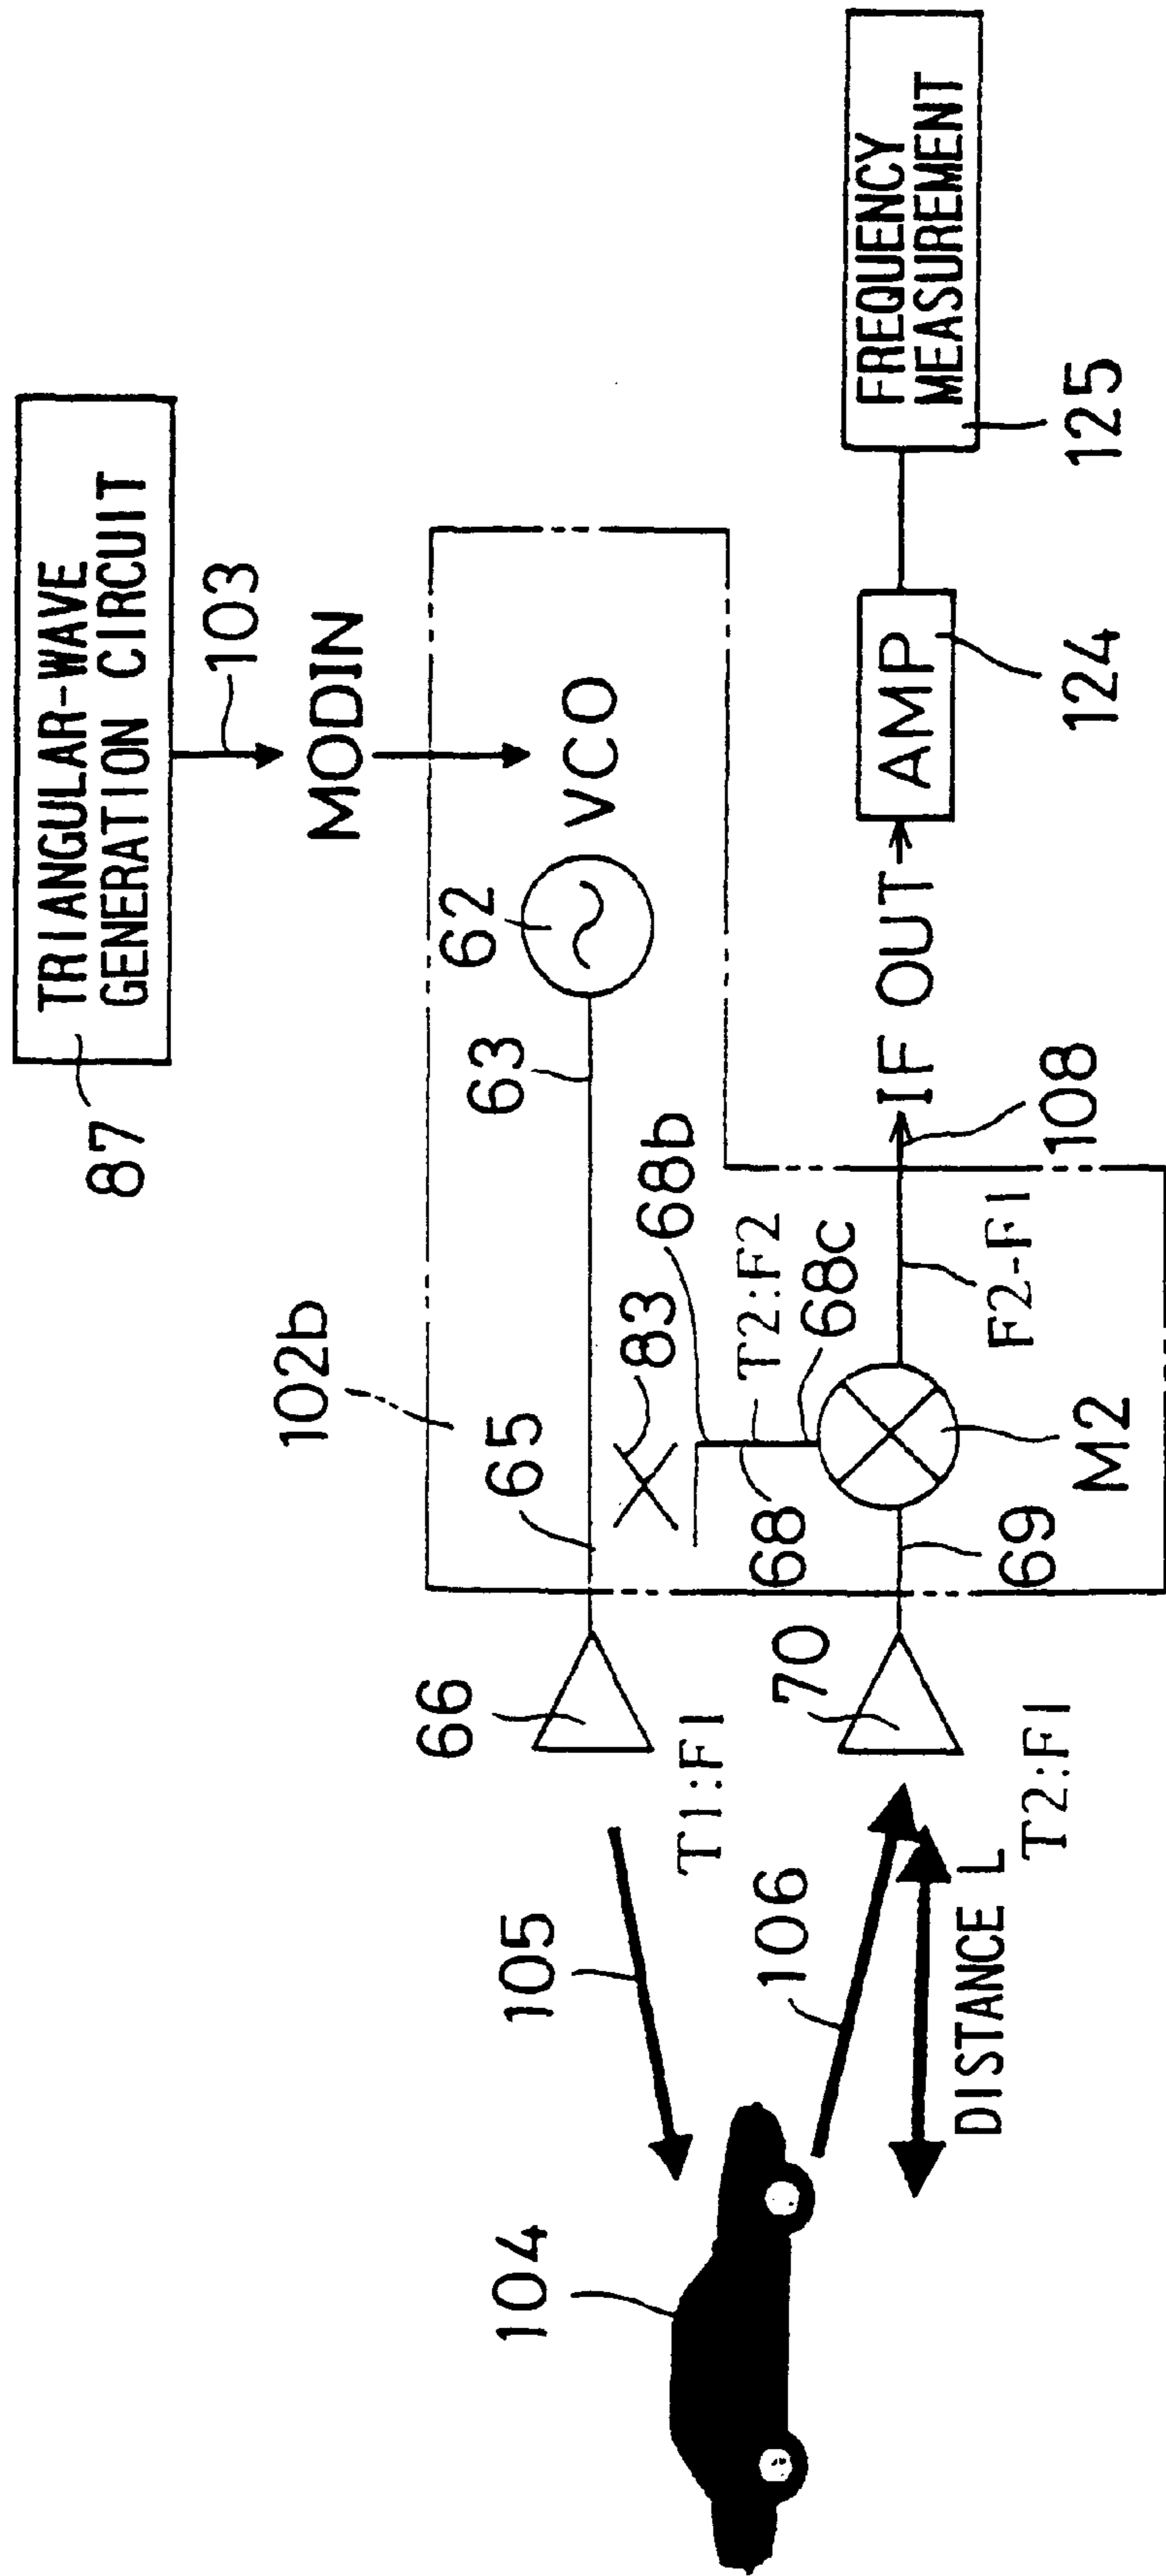 TRIANGULAR-WAVE
GENERATION CIRCUIT
87
103
MODIN
102b
62
VCO
63
65
66
T1:F1
83
68b
T2:F2
68
68c
105
104
106
DISTANCE L
70
T2:F1
69
M2
F2-F1
108
IF OUT
AMP
124
FREQUENCY
MEASUREMENT
125